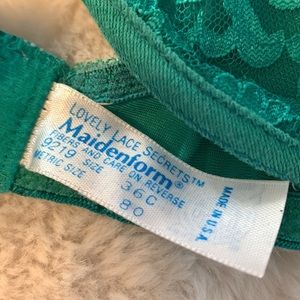 LOVELY LACE SECRETS™
Maidenform®
FIBERS AND CARE ON REVERSE
9219 SIZE 36C
METRIC SIZE 80
MADE IN U.S.A.